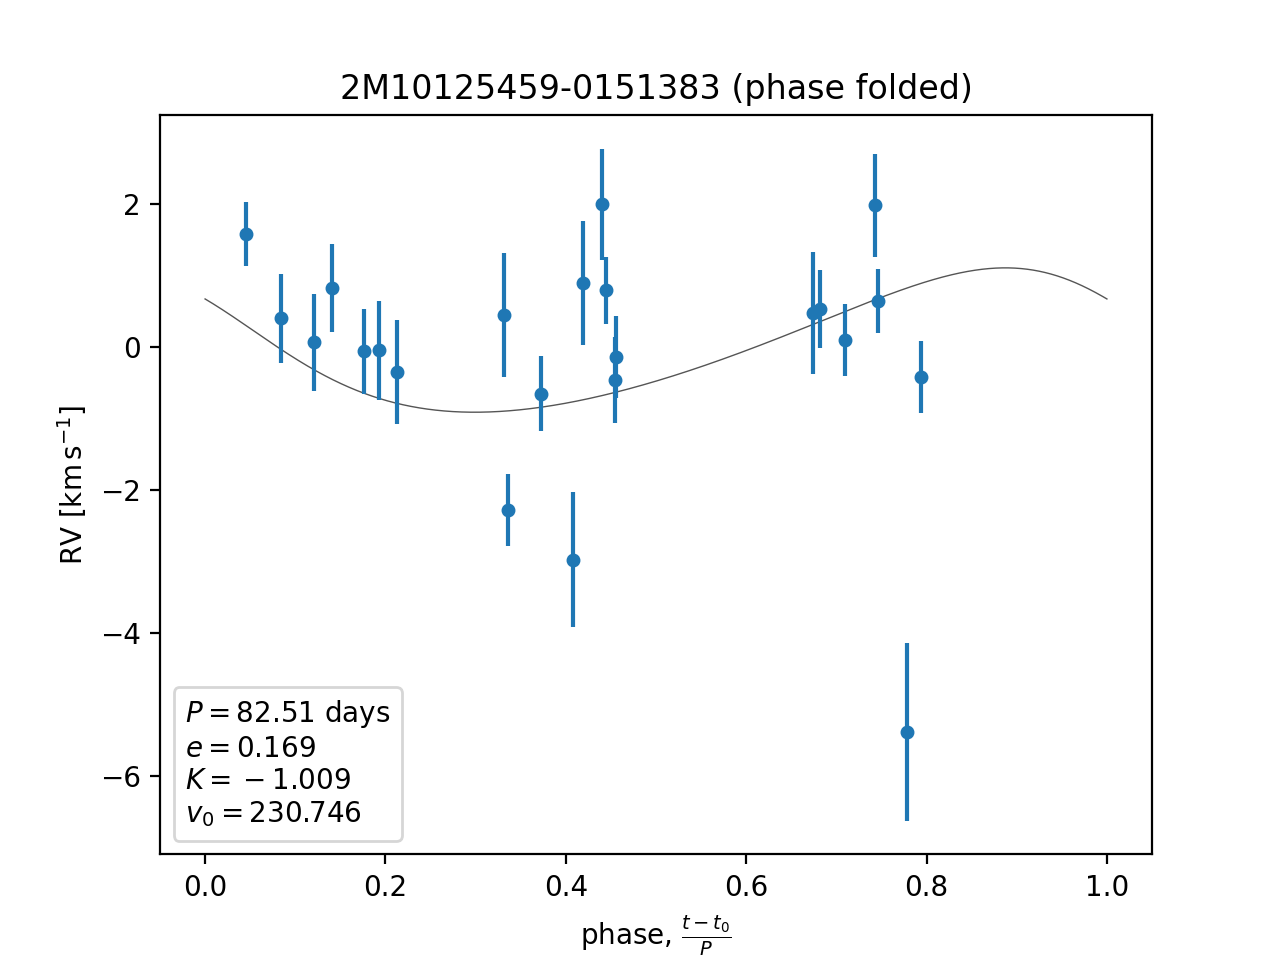 2M10125459-0151383 (phase folded)
RV [km s⁻¹]
2
0
−2
−4
−6
P = 82.51 days
e = 0.169
K = −1.009
v₀ = 230.746
0.0 0.2 0.4 0.6 0.8 1.0
phase, (t − t₀)/P